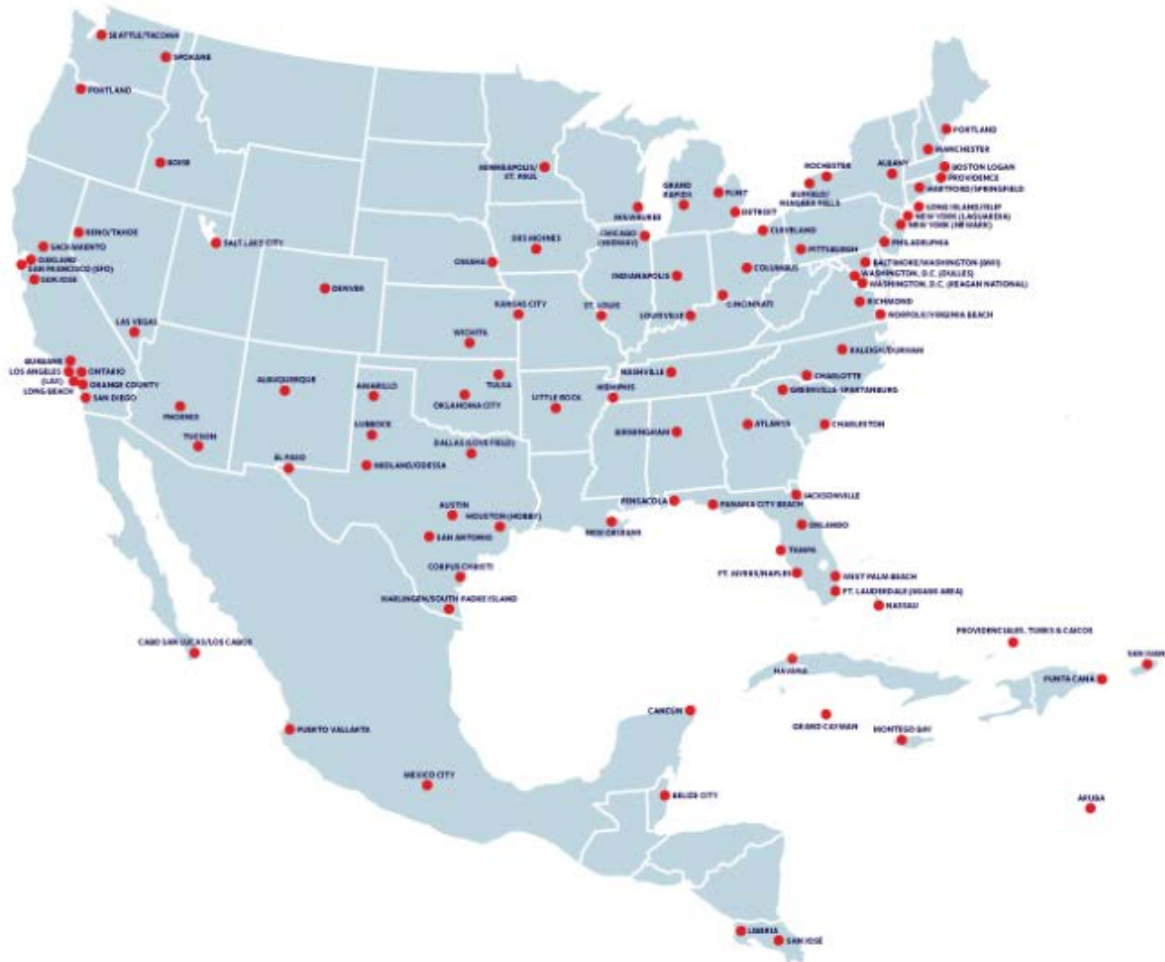 SEATTLE/TACOMA
SPOKANE
PORTLAND
PORTLAND
MANCHESTER
BOISE
MINNEAPOLIS/
ST. PAUL
ROCHESTER
ALBANY
BOSTON LOGAN
PROVIDENCE
BUFFALO/
NIAGARA FALLS
HARTFORD/SPRINGFIELD
GRAND
RAPIDS
FLINT
DETROIT
LONG ISLAND/ISLIP
NEW YORK (LAGUARDIA)
NEW YORK (NEWARK)
MILWAUKEE
CHICAGO
(MIDWAY)
CLEVELAND
RENO/TAHOE
SACRAMENTO
SALT LAKE CITY
DES MOINES
PITTSBURGH
PHILADELPHIA
OAKLAND
SAN FRANCISCO (SFO)
SAN JOSE
OMAHA
INDIANAPOLIS
COLUMBUS
BALTIMORE/WASHINGTON (BWI)
WASHINGTON, D.C. (DULLES)
WASHINGTON, D.C. (REAGAN NATIONAL)
DENVER
KANSAS CITY
ST. LOUIS
LOUISVILLE
CINCINNATI
RICHMOND
NORFOLK/VIRGINIA BEACH
LAS VEGAS
WICHITA
RALEIGH/DURHAM
BURBANK
LOS ANGELES
(LAX)
ONTARIO
LONG BEACH
ORANGE COUNTY
SAN DIEGO
ALBUQUERQUE
AMARILLO
TULSA
OKLAHOMA CITY
NASHVILLE
MEMPHIS
LITTLE ROCK
CHARLOTTE
GREENVILLE-SPARTANBURG
PHOENIX
TUCSON
LUBBOCK
DALLAS (LOVE FIELD)
BIRMINGHAM
ATLANTA
CHARLESTON
EL PASO
MIDLAND/ODESSA
AUSTIN
HOUSTON (HOBBY)
SAN ANTONIO
NEW ORLEANS
PENSACOLA
PANAMA CITY BEACH
JACKSONVILLE
ORLANDO
TAMPA
CORPUS CHRISTI
FT. MYERS/NAPLES
WEST PALM BEACH
FT. LAUDERDALE (MIAMI AREA)
NASSAU
HARLINGEN/SOUTH PADRE ISLAND
CABO SAN LUCAS/LOS CABOS
PROVIDENCIALES, TURKS & CAICOS
HAVANA
SAN JUAN
PUNTA CANA
CANCÚN
PUERTO VALLARTA
GRAND CAYMAN
MONTEGO BAY
MEXICO CITY
BELIZE CITY
ARUBA
LIBERIA
SAN JOSÉ